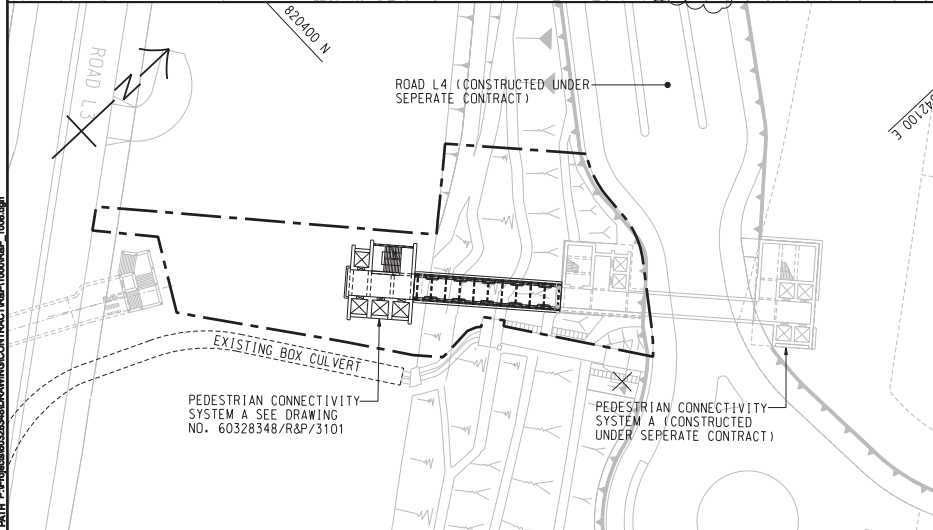 820400 N
ROAD L3
N
ROAD L4 (CONSTRUCTED UNDER
SEPERATE CONTRACT)
842100 E
EXISTING BOX CULVERT
PEDESTRIAN CONNECTIVITY
SYSTEM A SEE DRAWING
NO. 60328348/R&P/3101
PEDESTRIAN CONNECTIVITY
SYSTEM A (CONSTRUCTED
UNDER SEPERATE CONTRACT)